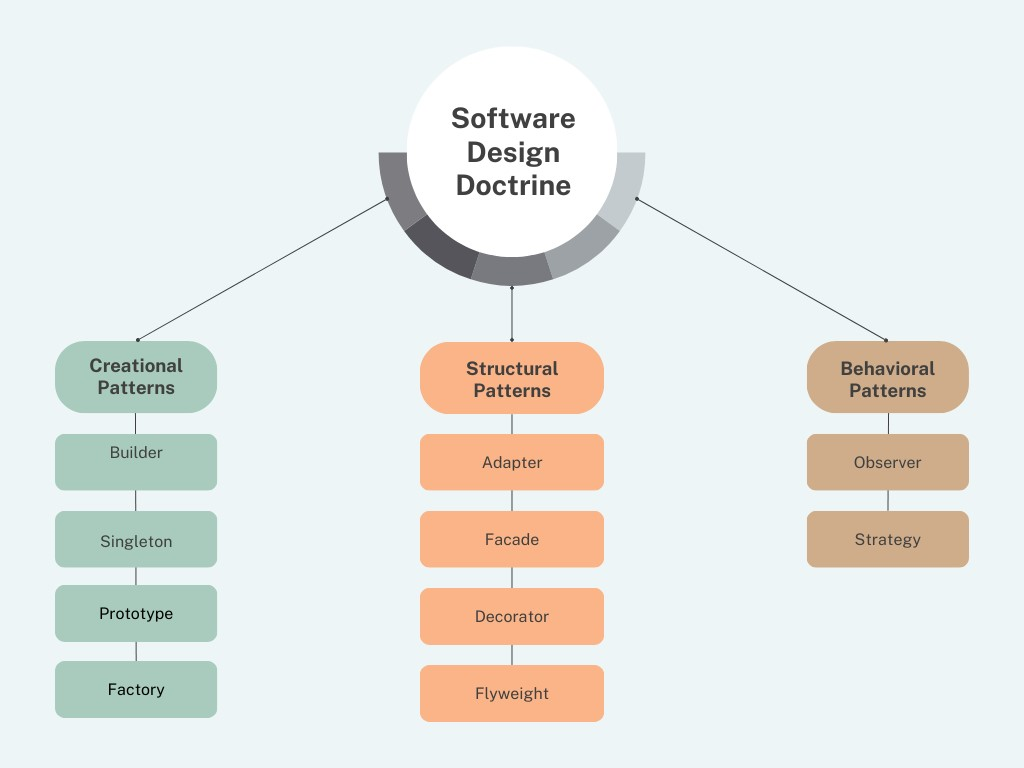 Software
Design
Doctrine
Creational
Patterns
Builder
Singleton
Prototype
Factory
Structural
Patterns
Adapter
Facade
Decorator
Flyweight
Behavioral
Patterns
Observer
Strategy